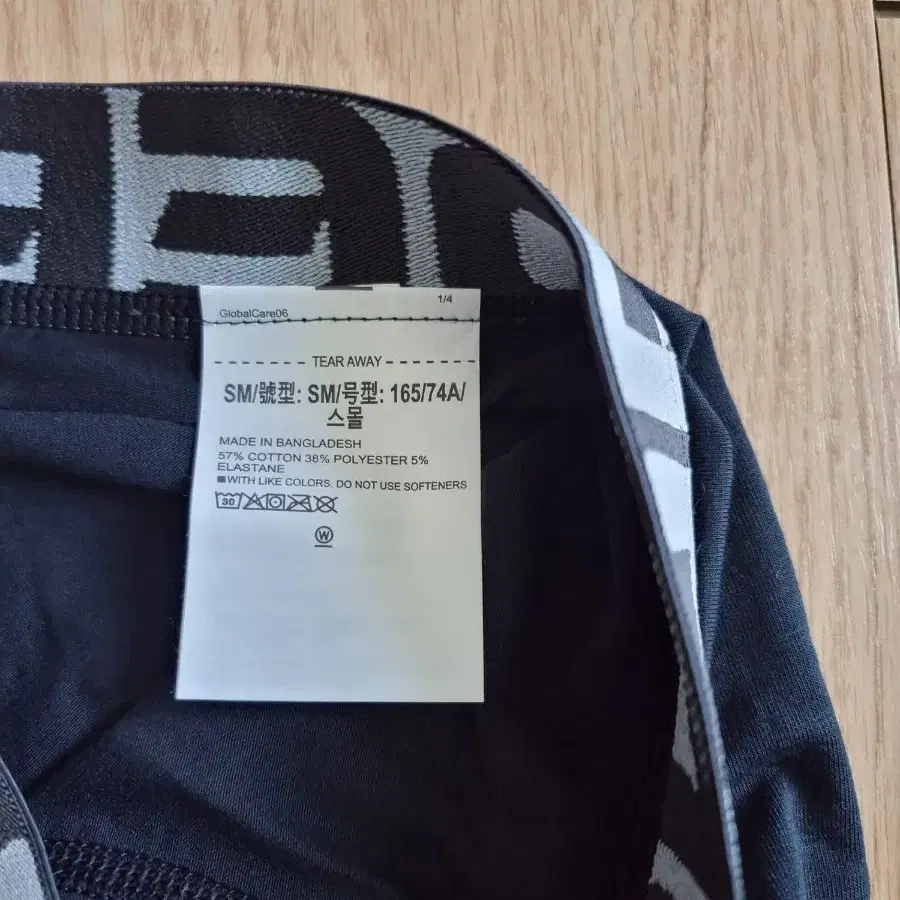 1/4
GlobalCare06
TEAR AWAY
SM/號型: SM/号型: 165/74A/
스몰
MADE IN BANGLADESH
57% COTTON 38% POLYESTER 5%
ELASTANE
WITH LIKE COLORS. DO NOT USE SOFTENERS
30
W